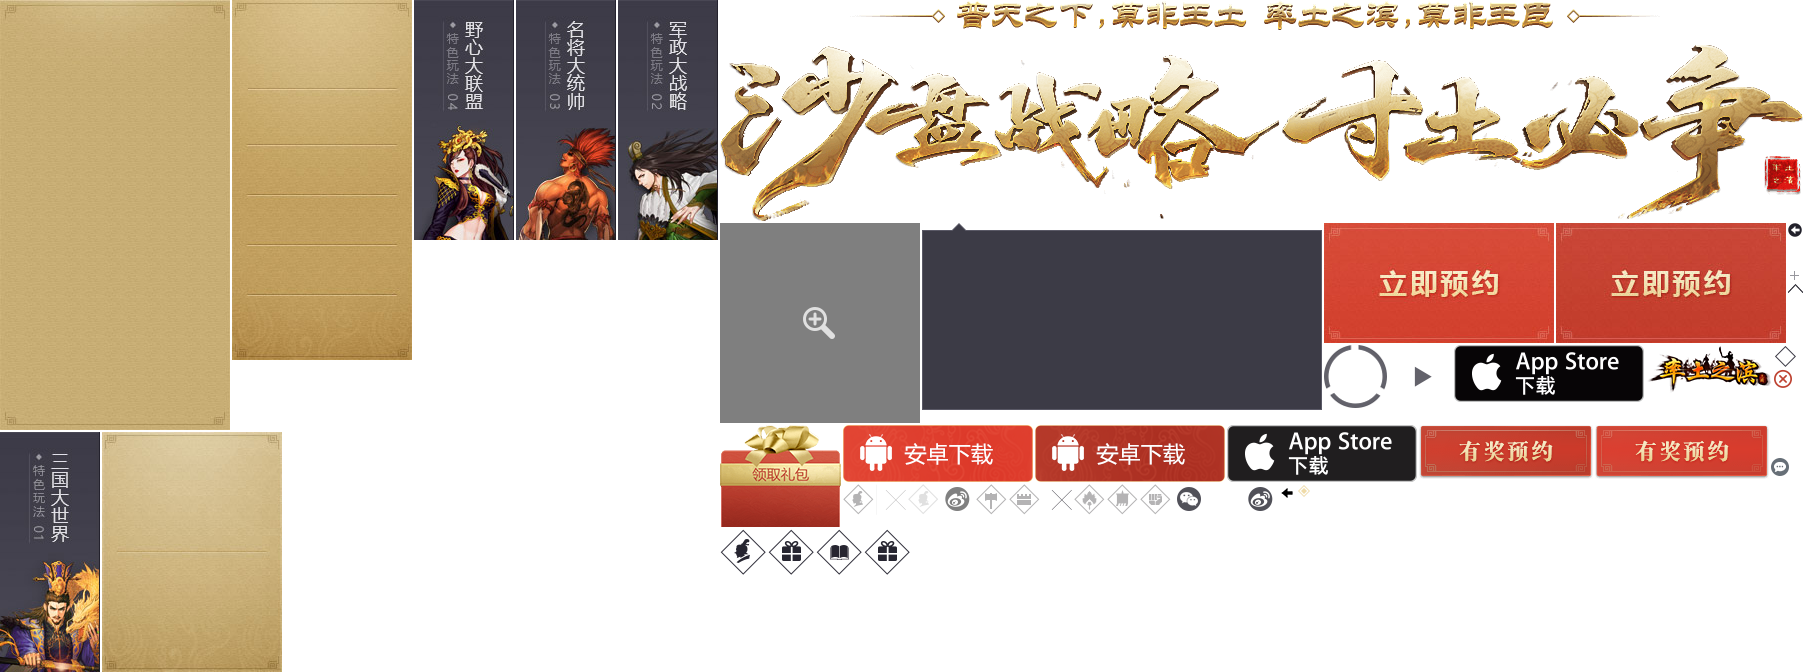 普天之下，莫非王土 率土之滨，莫非王臣
沙盘战略 寸土必争
率土之滨
野心大联盟
特色玩法 04
名将大统帅
特色玩法 03
军政大战略
特色玩法 02
立即预约
立即预约
App Store
下载
率土之滨
领取礼包
安卓下载
安卓下载
App Store
下载
有奖预约
有奖预约
三国大世界
特色玩法 01